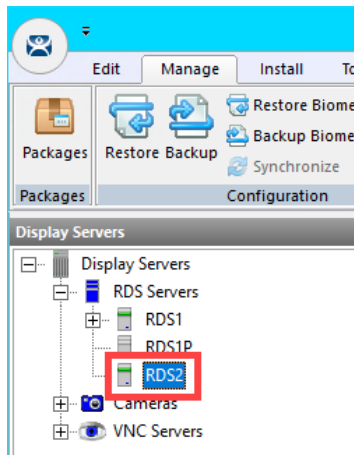 Edit Manage Install To
Restore Biome
Backup Biome
Packages Restore Backup Synchronize
Packages Configuration
Display Servers
Display Servers
RDS Servers
RDS1
RDS1P
RDS2
Cameras
VNC Servers